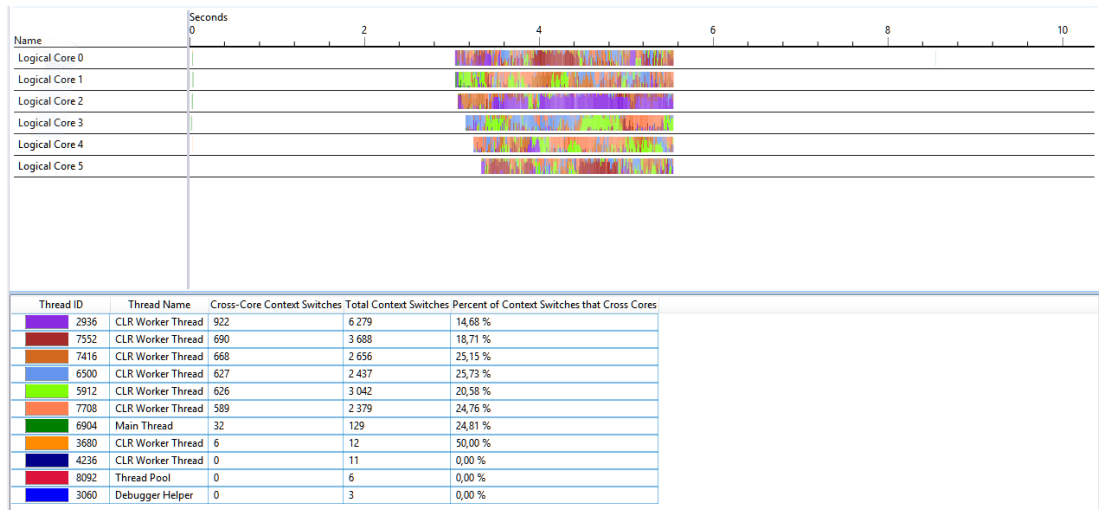 Seconds
Name 0 2 4 6 8 10
Logical Core 0
Logical Core 1
Logical Core 2
Logical Core 3
Logical Core 4
Logical Core 5
Thread ID Thread Name Cross-Core Context Switches Total Context Switches Percent of Context Switches that Cross Cores
2936 CLR Worker Thread 922 6 279 14,68 %
7552 CLR Worker Thread 690 3 688 18,71 %
7416 CLR Worker Thread 668 2 656 25,15 %
6500 CLR Worker Thread 627 2 437 25,73 %
5912 CLR Worker Thread 626 3 042 20,58 %
7708 CLR Worker Thread 589 2 379 24,76 %
6904 Main Thread 32 129 24,81 %
3680 CLR Worker Thread 6 12 50,00 %
4236 CLR Worker Thread 0 11 0,00 %
8092 Thread Pool 0 6 0,00 %
3060 Debugger Helper 0 3 0,00 %